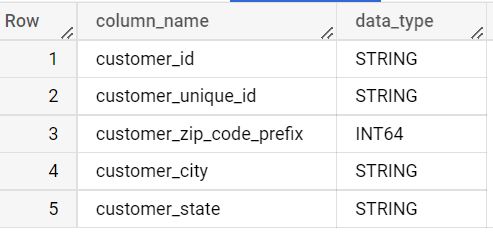 Row column_name data_type
1 customer_id STRING
2 customer_unique_id STRING
3 customer_zip_code_prefix INT64
4 customer_city STRING
5 customer_state STRING